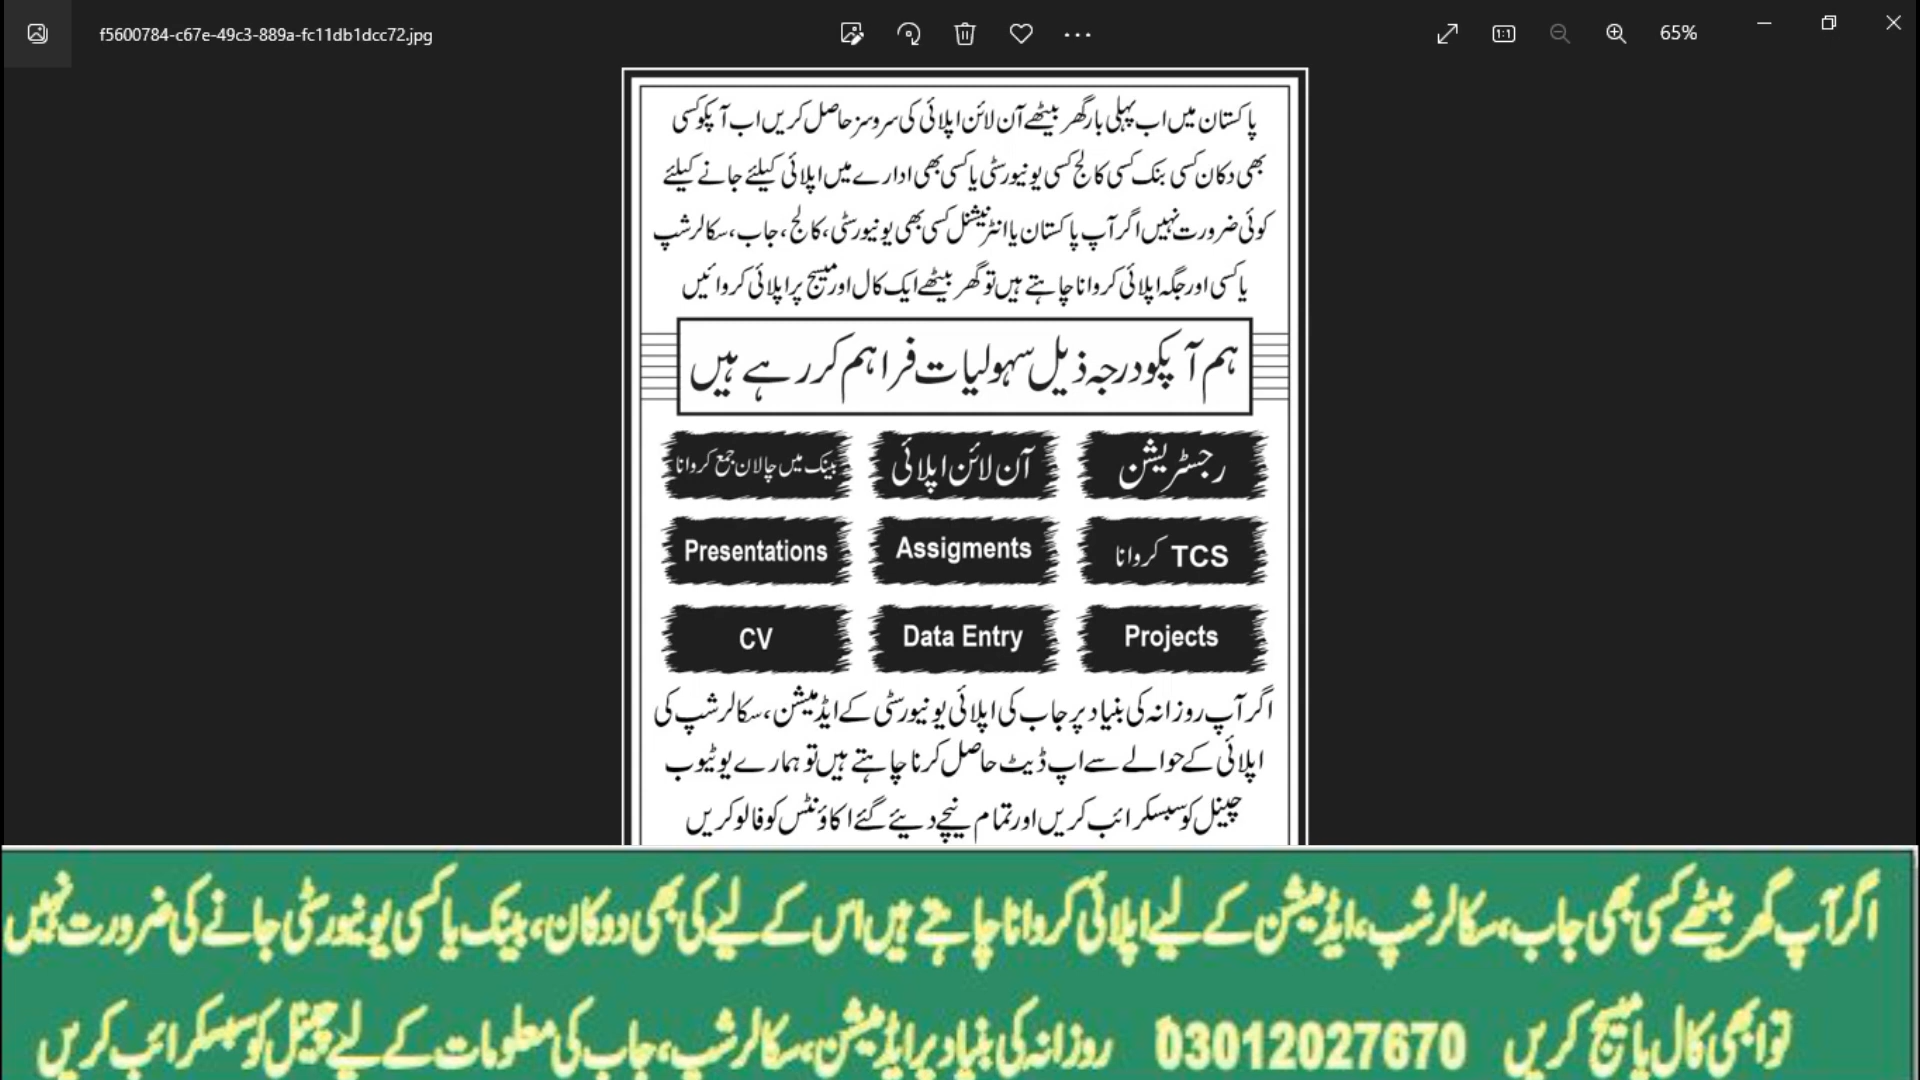 f5600784-c67e-49c3-889a-fc11db1dcc72.jpg
65%
پاکستان میں اب پہلی بار گھر بیٹھے آن لائن اپلائی کی سروسز حاصل کریں اب آپکو کسی
بھی دکان کسی بنک کسی کالج کسی یونیورسٹی یا کسی بھی ادارے میں اپلائی کیلئے جانے کیلئے
کوئی ضرورت نہیں اگر آپ پاکستان یا انٹرنیشنل کسی بھی یونیورسٹی، کالج، جاب، سکالرشپ
یا کسی اور جگہ اپلائی کروانا چاہتے ہیں تو گھر بیٹھے ایک کال اور میسج پر اپلائی کروائیں
ہم آپکو درجہ ذیل سہولیات فراہم کر رہے ہیں
رجسٹریشن
آن لائن اپلائی
بینک میں چالان جمع کروانا
TCS کروانا
Assigments
Presentations
Projects
Data Entry
CV
اگر آپ روزانہ کی بنیاد پر جاب کی اپلائی یونیورسٹی کے ایڈمیشن، سکالرشپ کی
اپلائی کے حوالے سے اپ ڈیٹ حاصل کرنا چاہتے ہیں تو ہمارے یوٹیوب
چینل کو سبسکرائب کریں اور تمام نیچے دیئے گئے اکاؤنٹس کو فالو کریں
اگر آپ گھر بیٹھے کسی بھی جاب، سکالرشپ، ایڈمیشن کے لیے اپلائی کروانا چاہتے ہیں اس کے لیے کی بھی دوکان، بینک یا کسی یونیورسٹی جانے کی ضرورت نہیں
تو ابھی کال یا میسج کریں 03012027670 روزانہ کی بنیاد پر ایڈمیشن، سکالرشپ، جاب کی معلومات کے لیے چینل کو سبسکرائب کریں